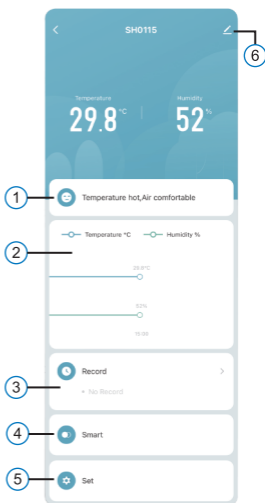 SH0115
6
Temperature Humidity
29.8 °C 52 %
1 Temperature hot,Air comfortable
2 Temperature °C Humidity %
29.8°C
52%
Record
3 • No Record
4 Smart
5 Set